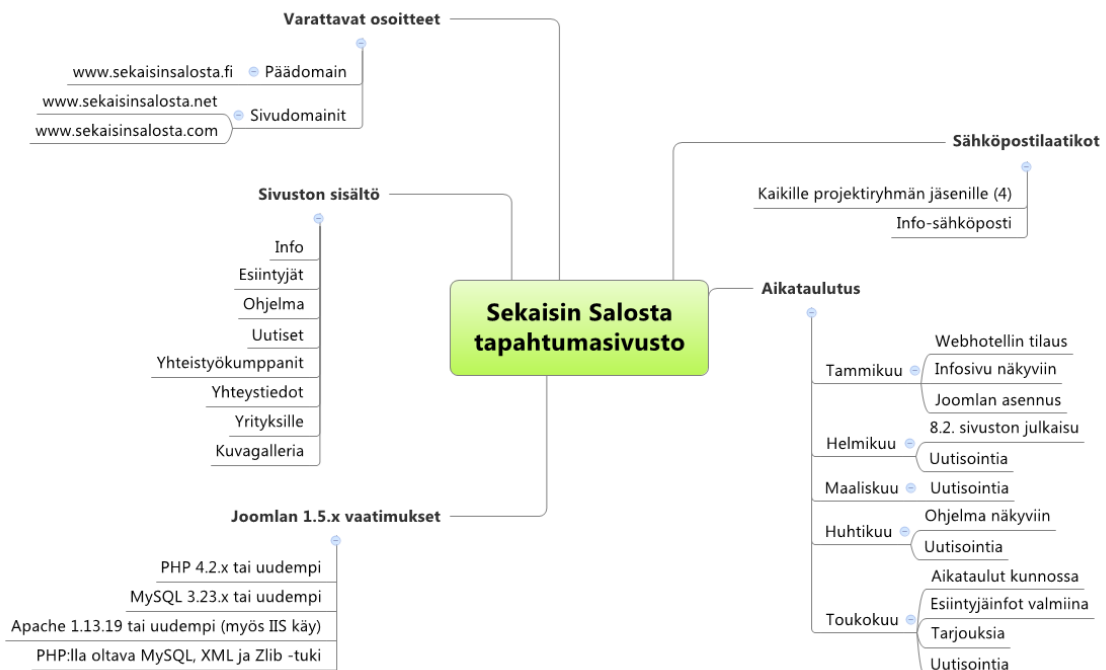 Varattavat osoitteet
www.sekaisinsalosta.fi Päädomain
www.sekaisinsalosta.net
Sivudomainit
www.sekaisinsalosta.com
Sivuston sisältö
Info
Esiintyjät
Ohjelma
Uutiset
Yhteistyökumppanit
Yhteystiedot
Yrityksille
Kuvagalleria
Joomlan 1.5.x vaatimukset
PHP 4.2.x tai uudempi
MySQL 3.23.x tai uudempi
Apache 1.13.19 tai uudempi (myös IIS käy)
PHP:lla oltava MySQL, XML ja Zlib -tuki
Sekaisin Salosta
tapahtumasivusto
Sähköpostilaatikot
Kaikille projektiryhmän jäsenille (4)
Info-sähköposti
Aikataulutus
Tammikuu
Webhotellin tilaus
Infosivu näkyviin
Joomlan asennus
Helmikuu
8.2. sivuston julkaisu
Uutisointia
Maaliskuu Uutisointia
Huhtikuu
Ohjelma näkyviin
Uutisointia
Toukokuu
Aikataulut kunnossa
Esiintyjäinfot valmiina
Tarjouksia
Uutisointia